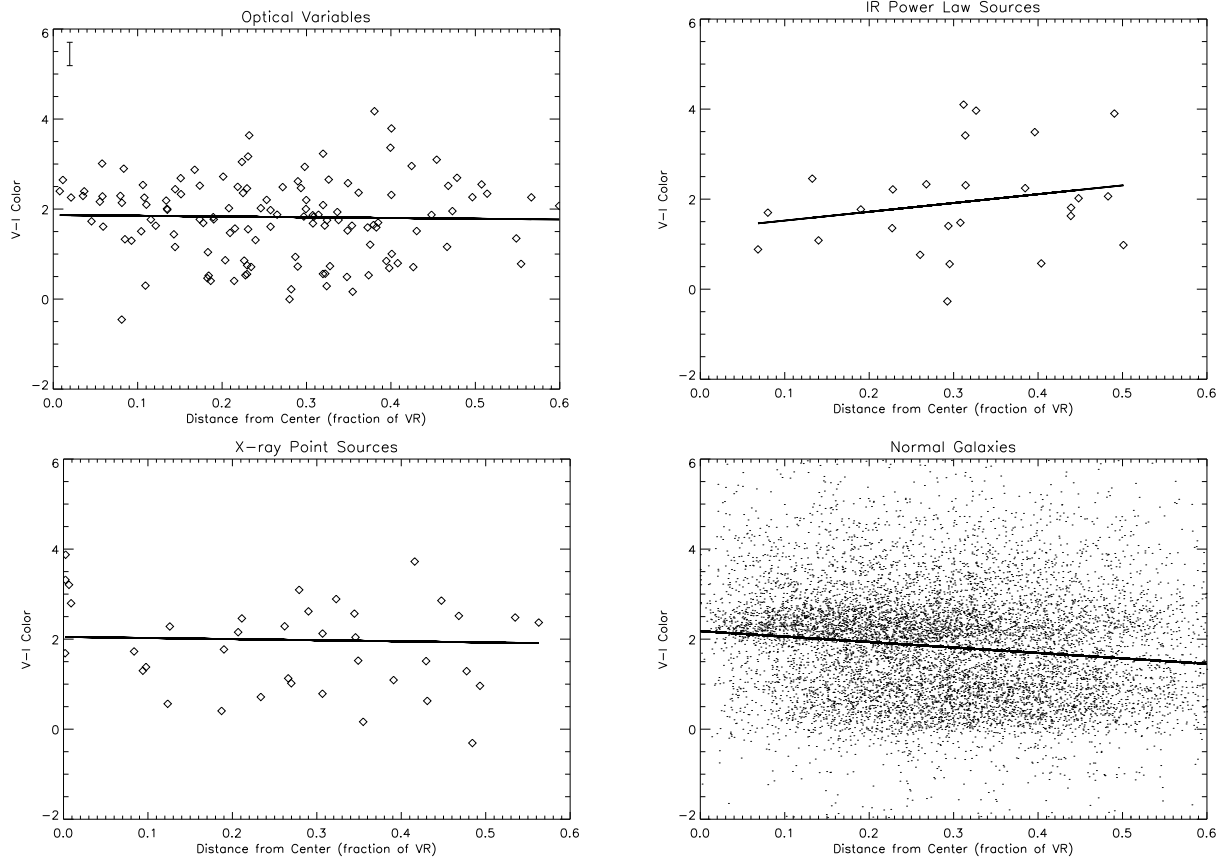 Optical Variables
6
4
2
0
−2
V−I Color
0.0 0.1 0.2 0.3 0.4 0.5 0.6
Distance from Center (fraction of VR)
IR Power Law Sources
6
4
2
0
−2
V−I Color
0.0 0.1 0.2 0.3 0.4 0.5 0.6
Distance from Center (fraction of VR)
X−ray Point Sources
6
4
2
0
−2
V−I Color
0.0 0.1 0.2 0.3 0.4 0.5 0.6
Distance from Center (fraction of VR)
Normal Galaxies
6
4
2
0
−2
V−I Color
0.0 0.1 0.2 0.3 0.4 0.5 0.6
Distance from Center (fraction of VR)